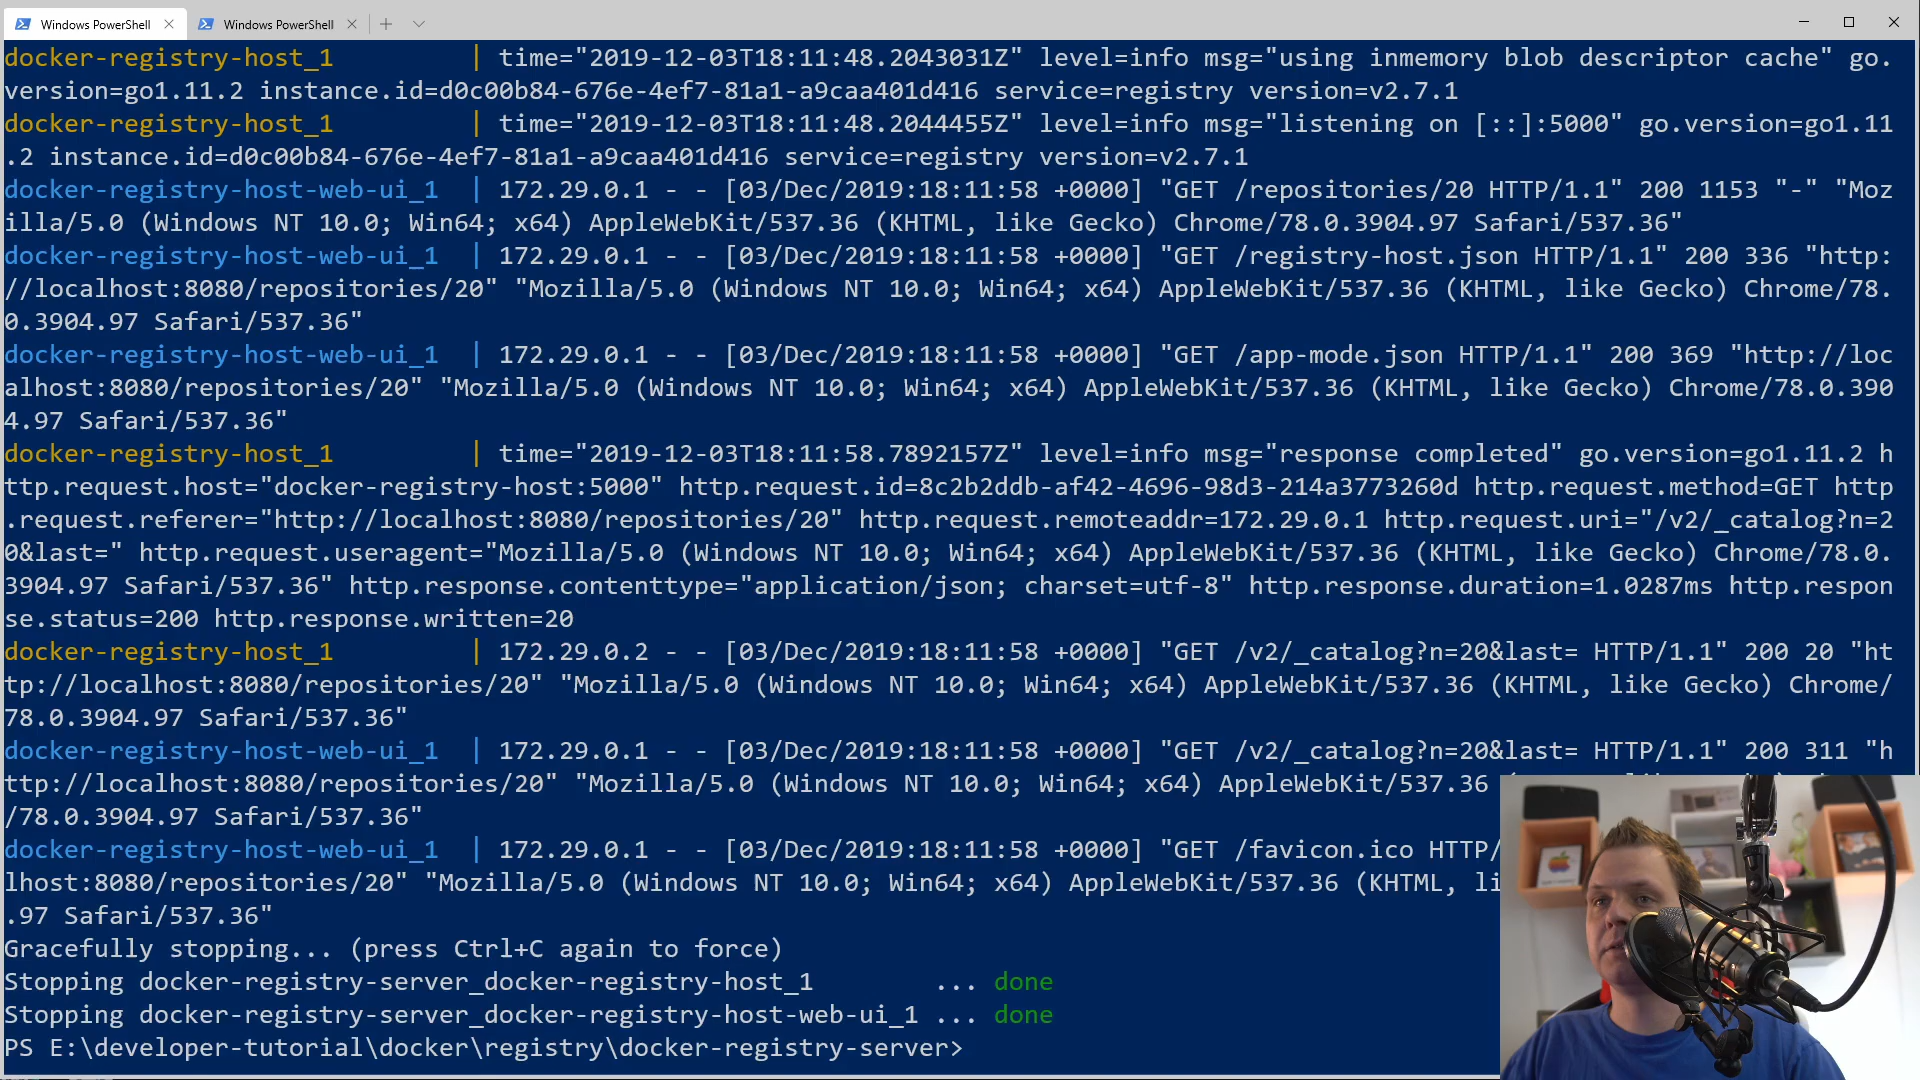 Windows PowerShell
Windows PowerShell
docker-registry-host_1 | time="2019-12-03T18:11:48.2043031Z" level=info msg="using inmemory blob descriptor cache" go.
version=go1.11.2 instance.id=d0c00b84-676e-4ef7-81a1-a9caa401d416 service=registry version=v2.7.1
docker-registry-host_1 | time="2019-12-03T18:11:48.2044455Z" level=info msg="listening on [::]:5000" go.version=go1.11
.2 instance.id=d0c00b84-676e-4ef7-81a1-a9caa401d416 service=registry version=v2.7.1
docker-registry-host-web-ui_1 | 172.29.0.1 - - [03/Dec/2019:18:11:58 +0000] "GET /repositories/20 HTTP/1.1" 200 1153 "-" "Moz
illa/5.0 (Windows NT 10.0; Win64; x64) AppleWebKit/537.36 (KHTML, like Gecko) Chrome/78.0.3904.97 Safari/537.36"
docker-registry-host-web-ui_1 | 172.29.0.1 - - [03/Dec/2019:18:11:58 +0000] "GET /registry-host.json HTTP/1.1" 200 336 "http:
//localhost:8080/repositories/20" "Mozilla/5.0 (Windows NT 10.0; Win64; x64) AppleWebKit/537.36 (KHTML, like Gecko) Chrome/78.
0.3904.97 Safari/537.36"
docker-registry-host-web-ui_1 | 172.29.0.1 - - [03/Dec/2019:18:11:58 +0000] "GET /app-mode.json HTTP/1.1" 200 369 "http://loc
alhost:8080/repositories/20" "Mozilla/5.0 (Windows NT 10.0; Win64; x64) AppleWebKit/537.36 (KHTML, like Gecko) Chrome/78.0.390
4.97 Safari/537.36"
docker-registry-host_1 | time="2019-12-03T18:11:58.7892157Z" level=info msg="response completed" go.version=go1.11.2 h
ttp.request.host="docker-registry-host:5000" http.request.id=8c2b2ddb-af42-4696-98d3-214a3773260d http.request.method=GET http
.request.referer="http://localhost:8080/repositories/20" http.request.remoteaddr=172.29.0.1 http.request.uri="/v2/_catalog?n=2
0&last=" http.request.useragent="Mozilla/5.0 (Windows NT 10.0; Win64; x64) AppleWebKit/537.36 (KHTML, like Gecko) Chrome/78.0.
3904.97 Safari/537.36" http.response.contenttype="application/json; charset=utf-8" http.response.duration=1.0287ms http.respon
se.status=200 http.response.written=20
docker-registry-host_1 | 172.29.0.2 - - [03/Dec/2019:18:11:58 +0000] "GET /v2/_catalog?n=20&last= HTTP/1.1" 200 20 "ht
tp://localhost:8080/repositories/20" "Mozilla/5.0 (Windows NT 10.0; Win64; x64) AppleWebKit/537.36 (KHTML, like Gecko) Chrome/
78.0.3904.97 Safari/537.36"
docker-registry-host-web-ui_1 | 172.29.0.1 - - [03/Dec/2019:18:11:58 +0000] "GET /v2/_catalog?n=20&last= HTTP/1.1" 200 311 "h
ttp://localhost:8080/repositories/20" "Mozilla/5.0 (Windows NT 10.0; Win64; x64) AppleWebKit/537.36
/78.0.3904.97 Safari/537.36"
docker-registry-host-web-ui_1 | 172.29.0.1 - - [03/Dec/2019:18:11:58 +0000] "GET /favicon.ico HTTP/
lhost:8080/repositories/20" "Mozilla/5.0 (Windows NT 10.0; Win64; x64) AppleWebKit/537.36 (KHTML, li
.97 Safari/537.36"
Gracefully stopping... (press Ctrl+C again to force)
Stopping docker-registry-server_docker-registry-host_1 ... done
Stopping docker-registry-server_docker-registry-host-web-ui_1 ... done
PS E:\developer-tutorial\docker\registry\docker-registry-server>